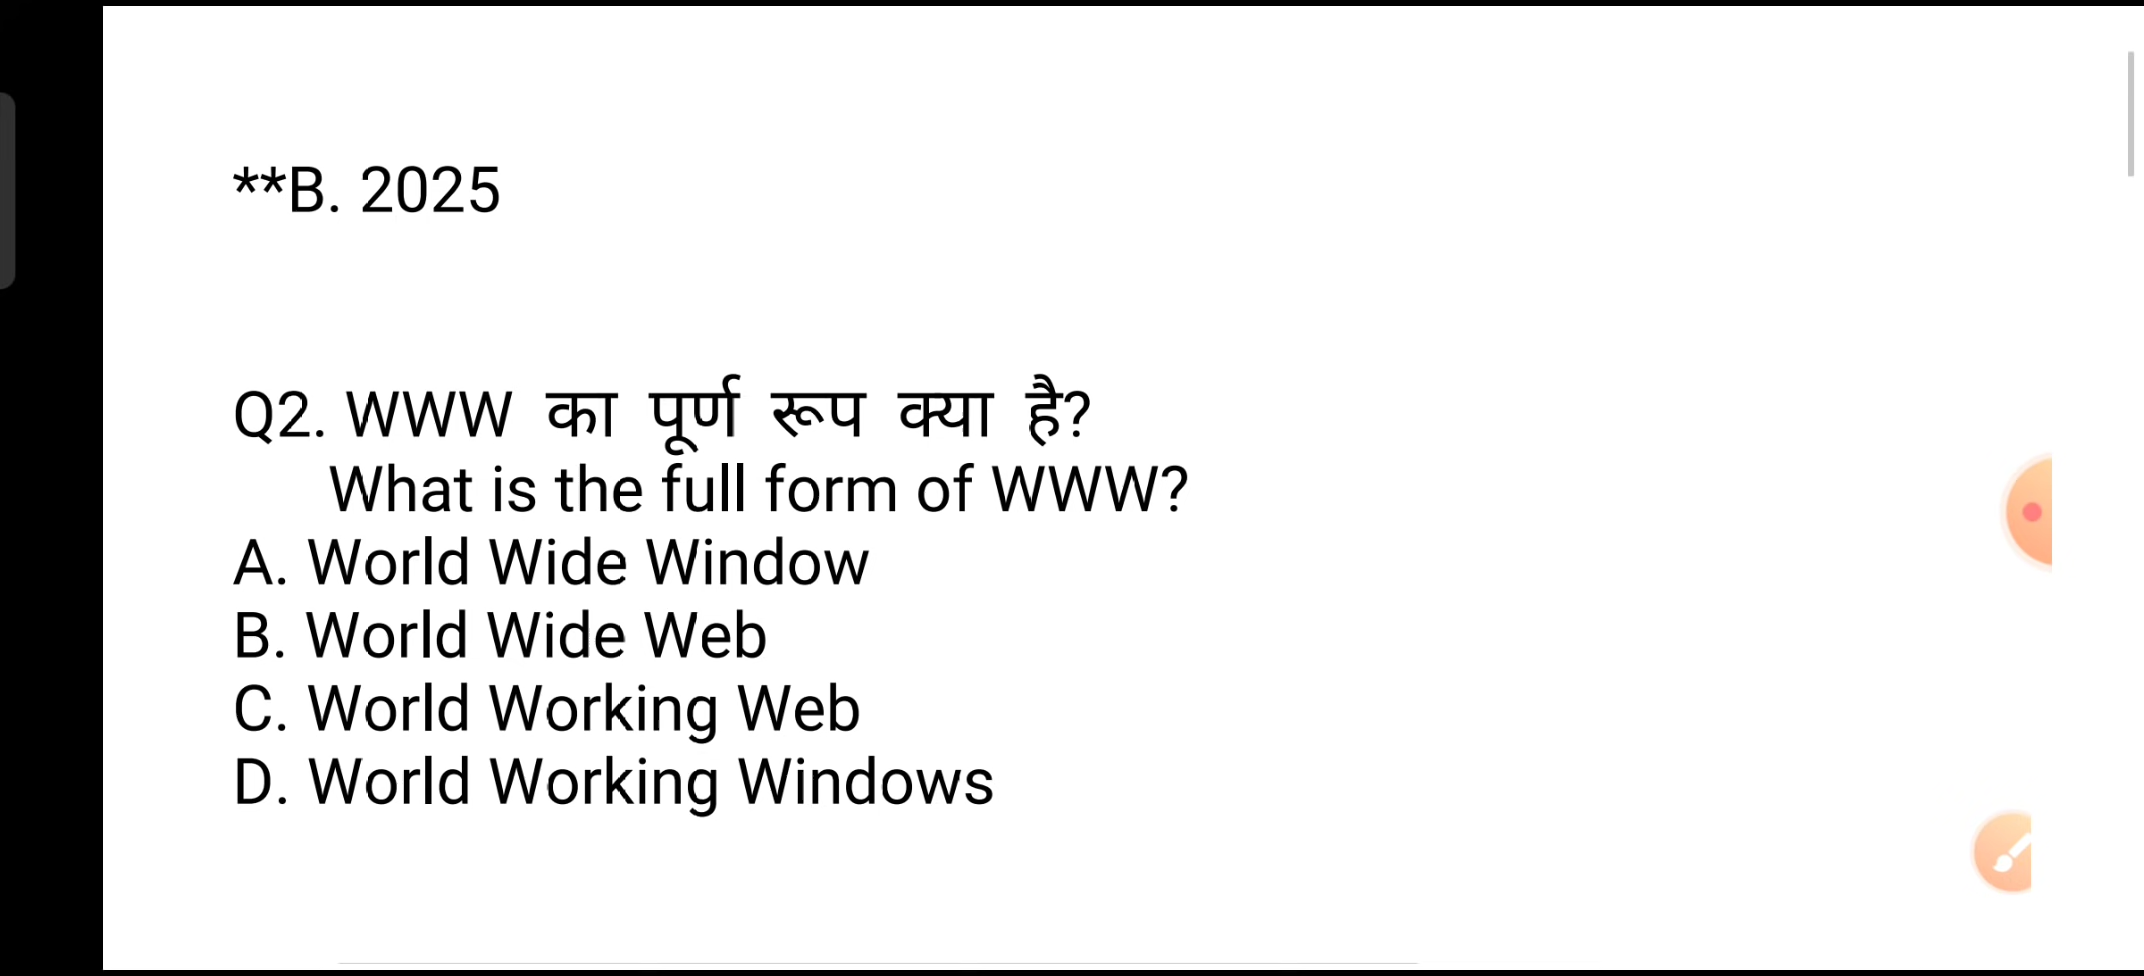 **B. 2025
Q2. WWW का पूर्ण रूप क्या है?
What is the full form of WWW?
A. World Wide Window
B. World Wide Web
C. World Working Web
D. World Working Windows